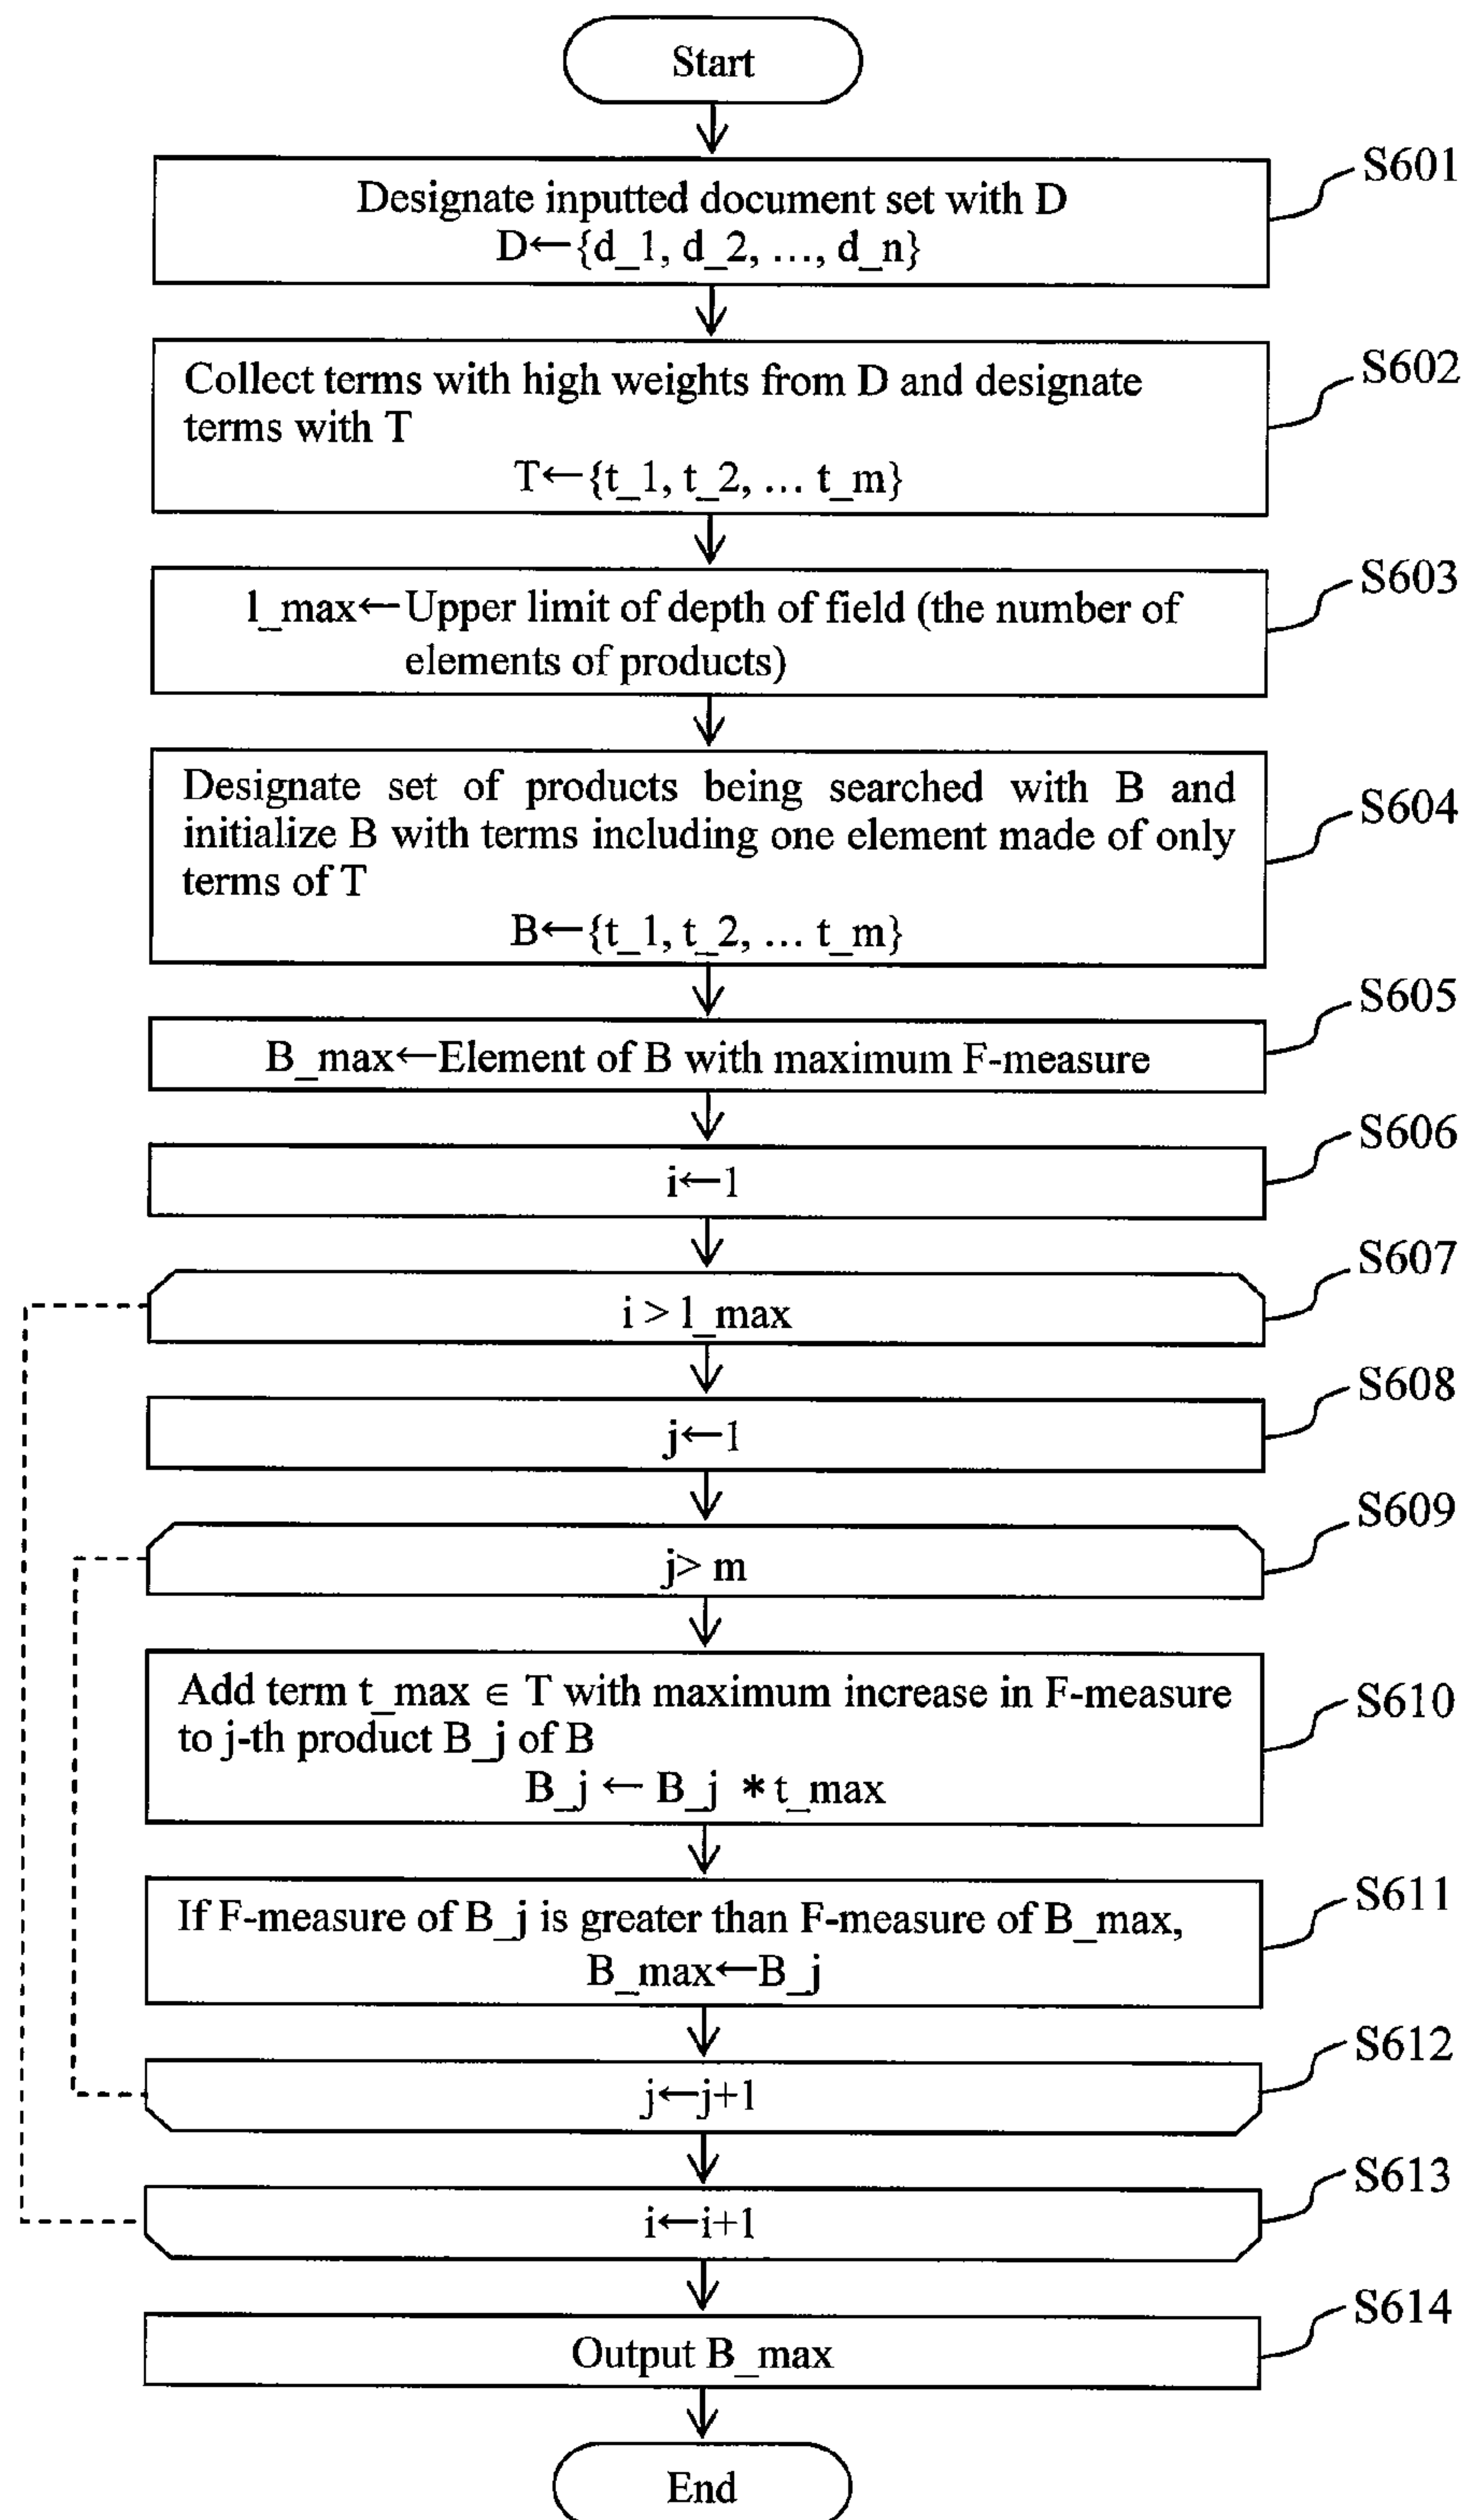 Start
S601
Designate inputted document set with D
D←{d_1, d_2, ..., d_n}
S602
Collect terms with high weights from D and designate
terms with T
T←{t_1, t_2, ... t_m}
S603
l_max←Upper limit of depth of field (the number of
elements of products)
S604
Designate set of products being searched with B and
initialize B with terms including one element made of only
terms of T
B←{t_1, t_2, ... t_m}
S605
B_max←Element of B with maximum F-measure
S606
i←1
S607
i > l_max
S608
j←1
S609
j> m
S610
Add term t_max ∈ T with maximum increase in F-measure
to j-th product B_j of B
B_j ← B_j * t_max
S611
If F-measure of B_j is greater than F-measure of B_max,
B_max←B_j
S612
j←j+1
S613
i←i+1
S614
Output B_max
End